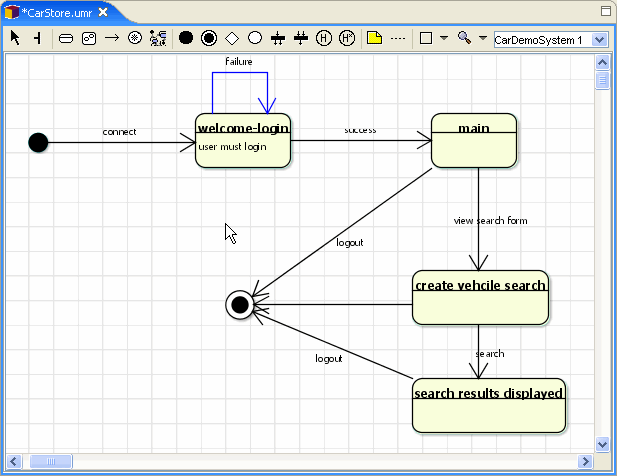 *CarStore.umr
CarDemoSystem 1
failure
connect
welcome-login
user must login
success
main
view search form
logout
create vehcile search
search
logout
search results displayed